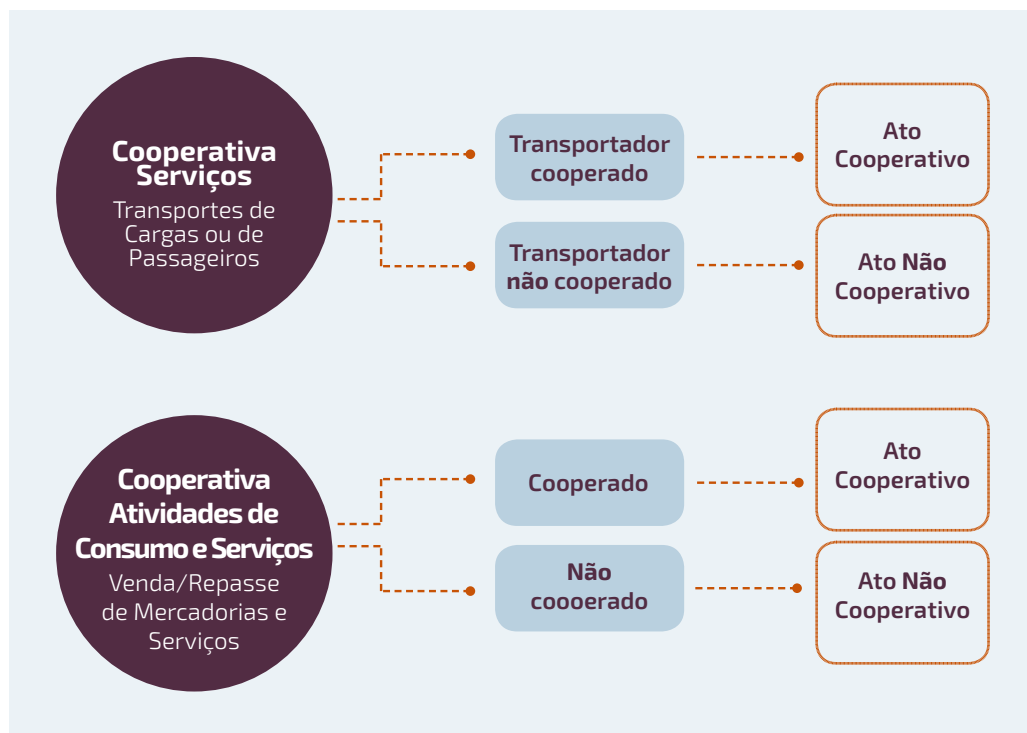 Cooperativa
Serviços
Transportes de
Cargas ou de
Passageiros
Transportador
cooperado
Ato
Cooperativo
Transportador
não cooperado
Ato Não
Cooperativo
Cooperativa
Atividades de
Consumo e Serviços
Venda/Repasse
de Mercadorias e
Serviços
Cooperado
Ato
Cooperativo
Não
coooerado
Ato Não
Cooperativo